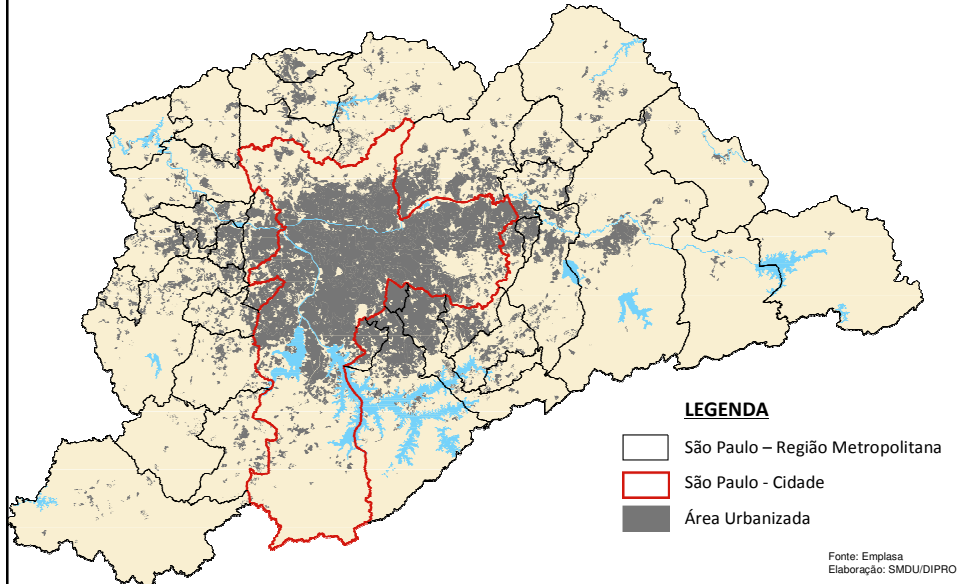 LEGENDA
São Paulo – Região Metropolitana
São Paulo - Cidade
Área Urbanizada
Fonte: Emplasa
Elaboração: SMDU/DIPRO